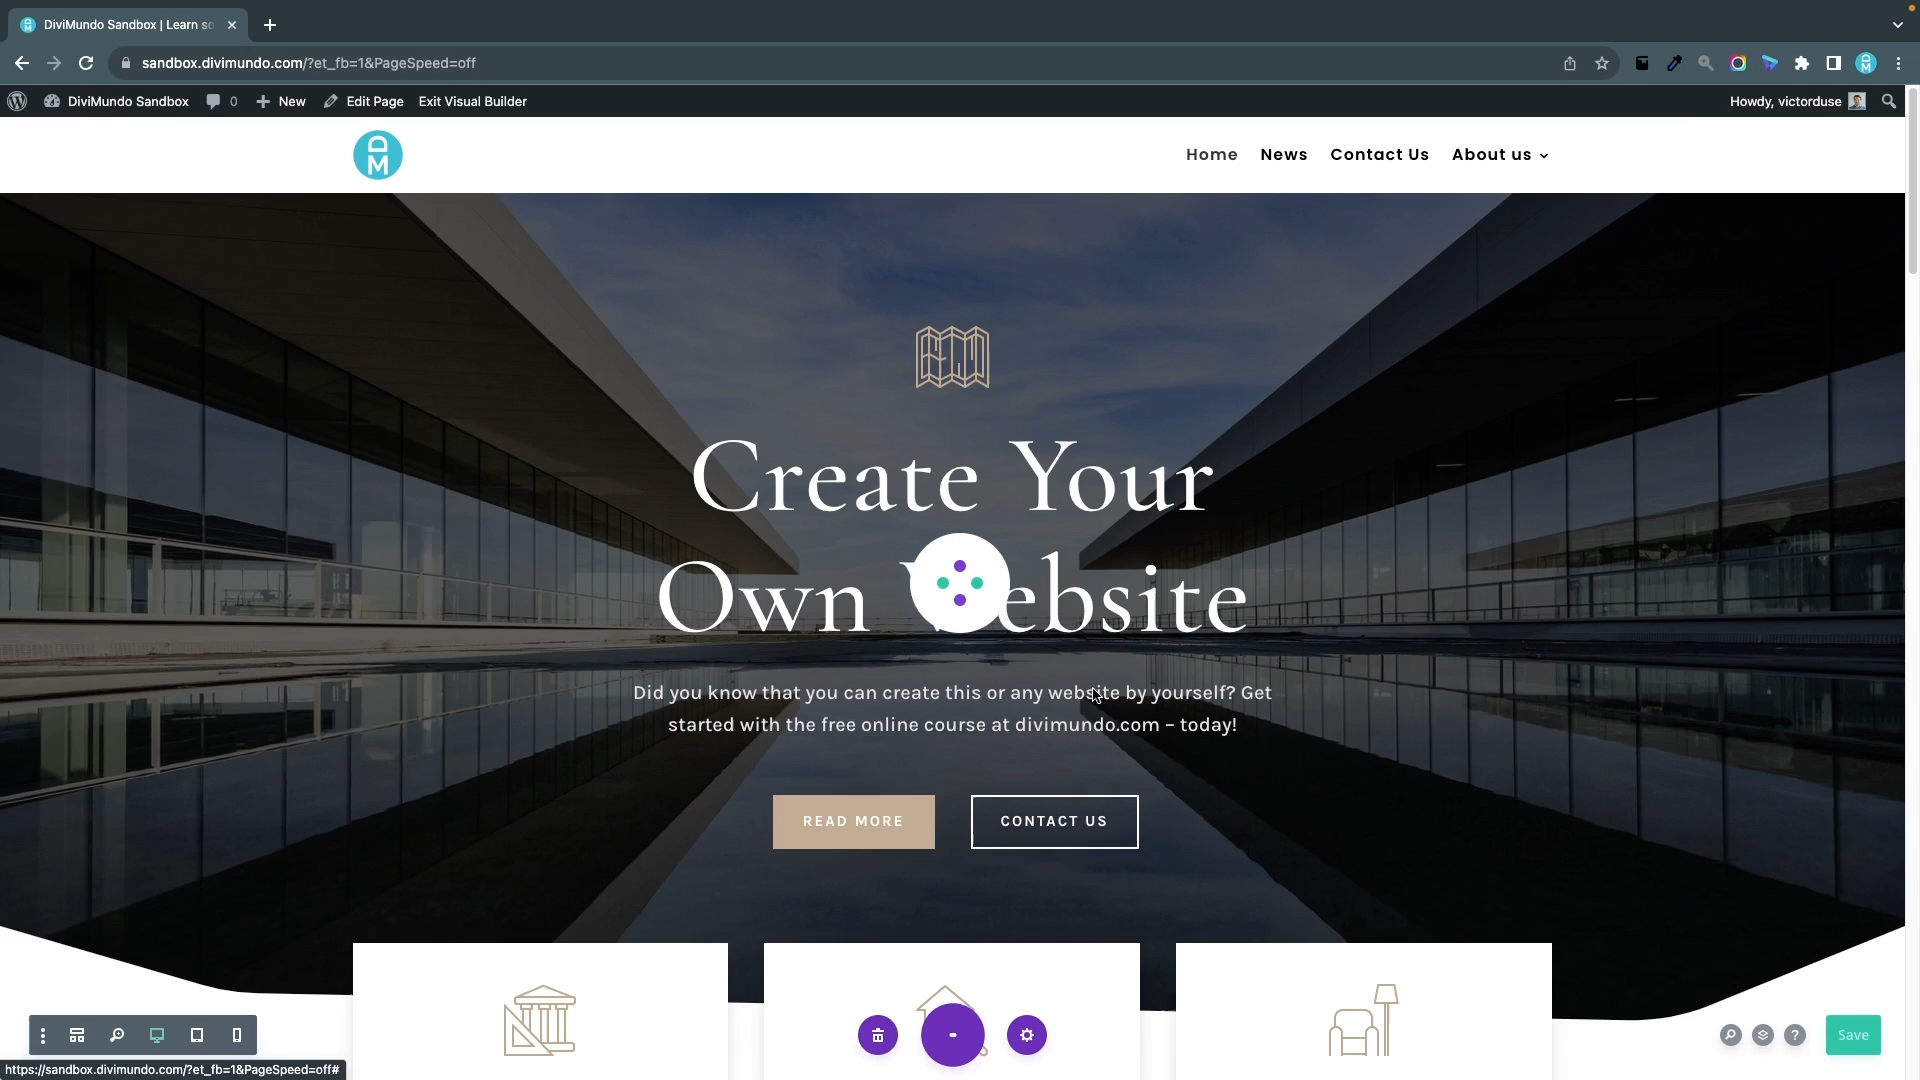 DiviMundo Sandbox | Learn so
sandbox.divimundo.com/?et_fb=1&PageSpeed=off
DiviMundo Sandbox 0 New Edit Page Exit Visual Builder Howdy, victorduse
DM
Home News Contact Us About us
Create Your
Own Website
Did you know that you can create this or any website by yourself? Get
started with the free online course at divimundo.com – today!
READ MORE CONTACT US
? Save
https://sandbox.divimundo.com/?et_fb=1&PageSpeed=off#